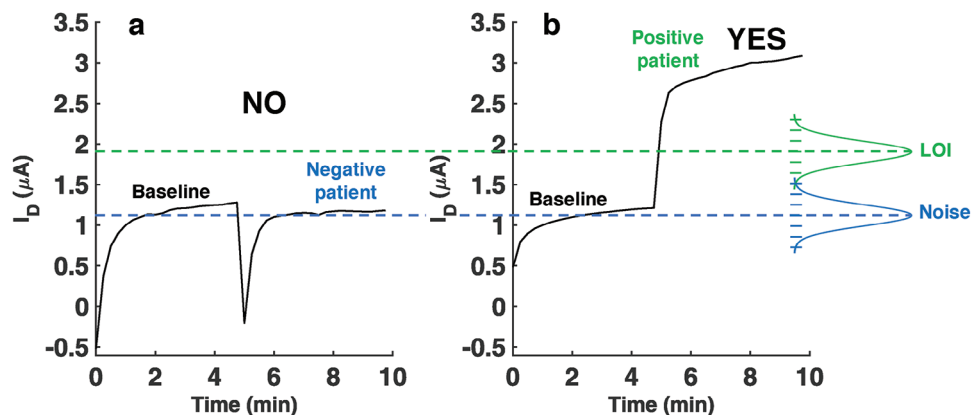 a
NO
Baseline
Negative
patient
I_D (μA)
3.5
3
2.5
2
1.5
1
0.5
0
-0.5
0 2 4 6 8 10
Time (min)
b
Positive
patient
YES
Baseline
I_D (μA)
3.5
3
2.5
2
1.5
1
0.5
0
-0.5
0 2 4 6 8 10
Time (min)
LOI
Noise